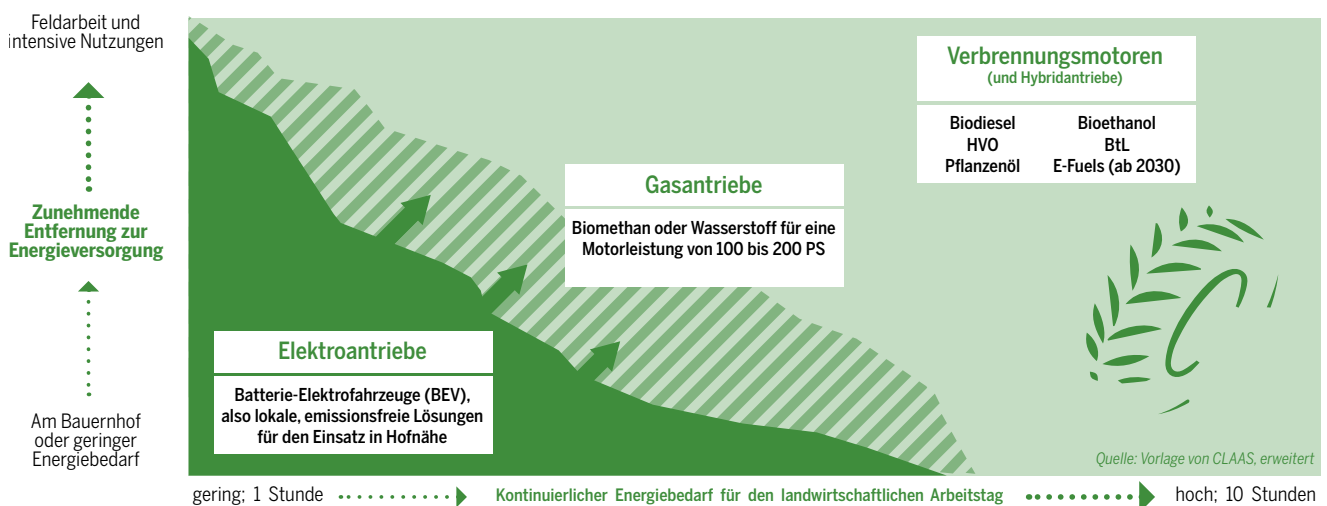 Feldarbeit und
intensive Nutzungen
Zunehmende
Entfernung zur
Energieversorgung
Am Bauernhof
oder geringer
Energiebedarf
Verbrennungsmotoren
(und Hybridantriebe)
Biodiesel
HVO
Pflanzenöl
Bioethanol
BtL
E-Fuels (ab 2030)
Gasantriebe
Biomethan oder Wasserstoff für eine
Motorleistung von 100 bis 200 PS
Elektroantriebe
Batterie-Elektrofahrzeuge (BEV),
also lokale, emissionsfreie Lösungen
für den Einsatz in Hofnähe
Quelle: Vorlage von CLAAS, erweitert
gering; 1 Stunde
Kontinuierlicher Energiebedarf für den landwirtschaftlichen Arbeitstag
hoch; 10 Stunden